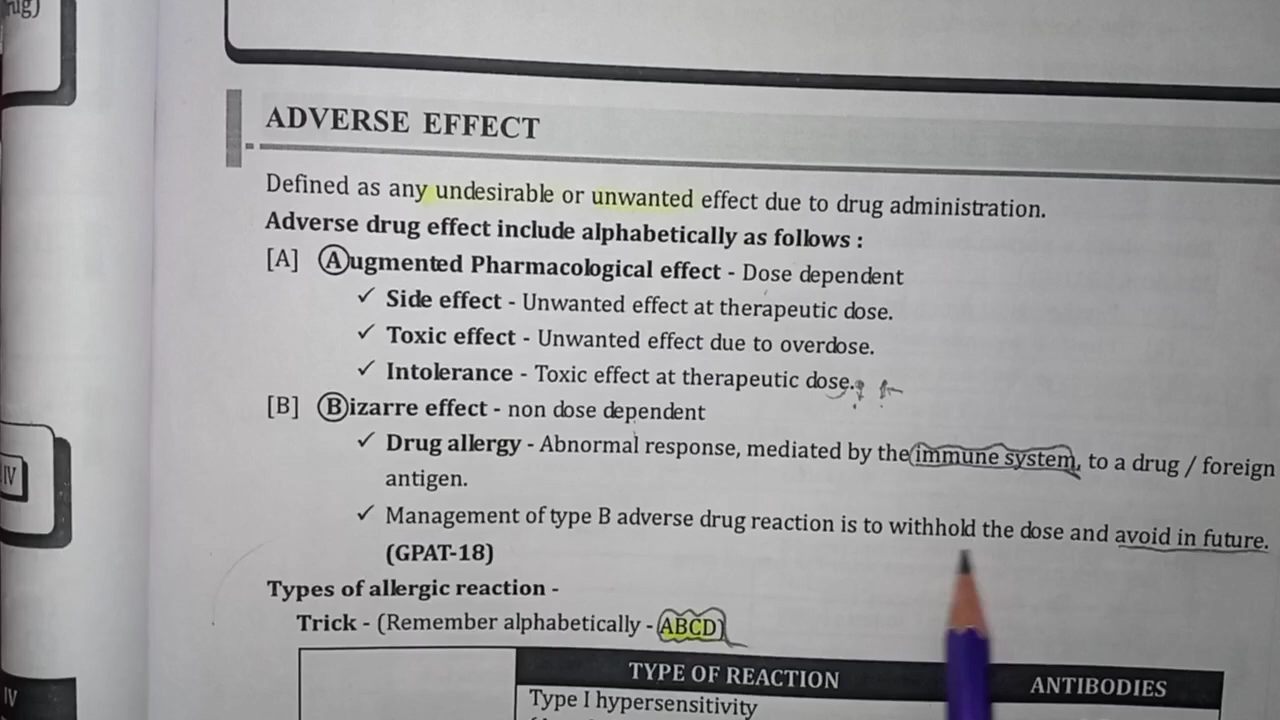 rug)
ADVERSE EFFECT
Defined as any undesirable or unwanted effect due to drug administration.
Adverse drug effect include alphabetically as follows :
[A] Augmented Pharmacological effect - Dose dependent
✓ Side effect - Unwanted effect at therapeutic dose.
✓ Toxic effect - Unwanted effect due to overdose.
✓ Intolerance - Toxic effect at therapeutic dose.
[B] Bizarre effect - non dose dependent
✓ Drug allergy - Abnormal response, mediated by the immune system, to a drug / foreign
antigen.
✓ Management of type B adverse drug reaction is to withhold the dose and avoid in future.
(GPAT-18)
Types of allergic reaction -
Trick - (Remember alphabetically - ABCD)
TYPE OF REACTION ANTIBODIES
Type I hypersensitivity
IV
IV